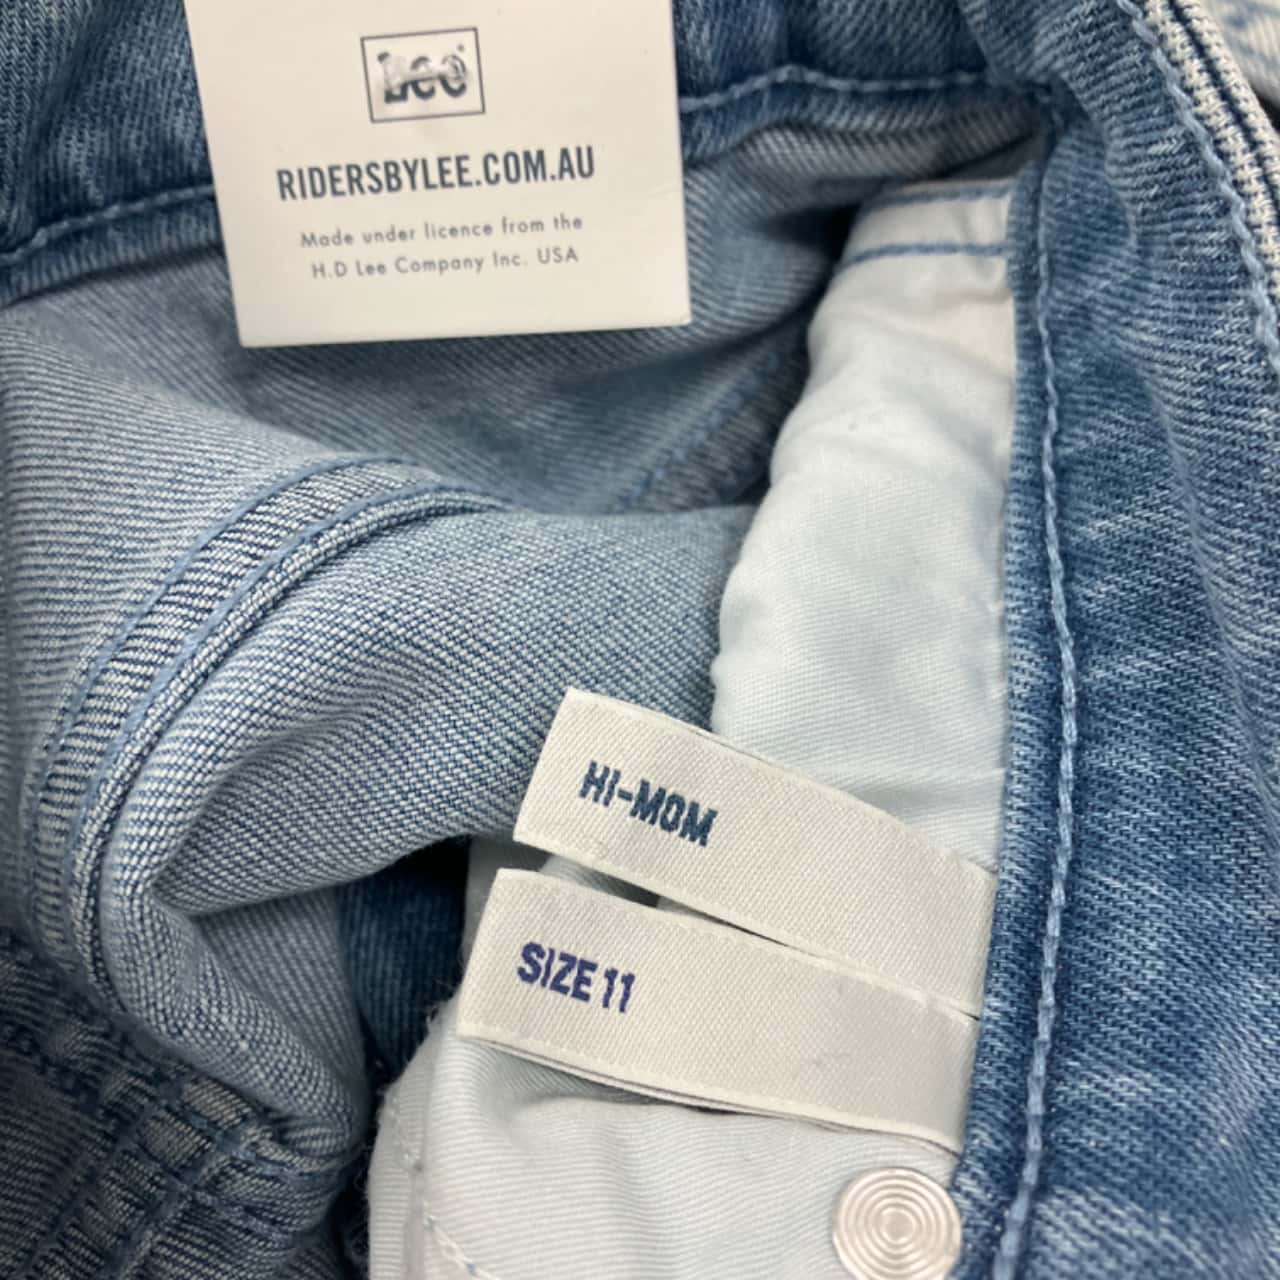 Lee
RIDERSBYLEE.COM.AU
Made under licence from the
H.D Lee Company Inc. USA
HI-MOM
SIZE 11